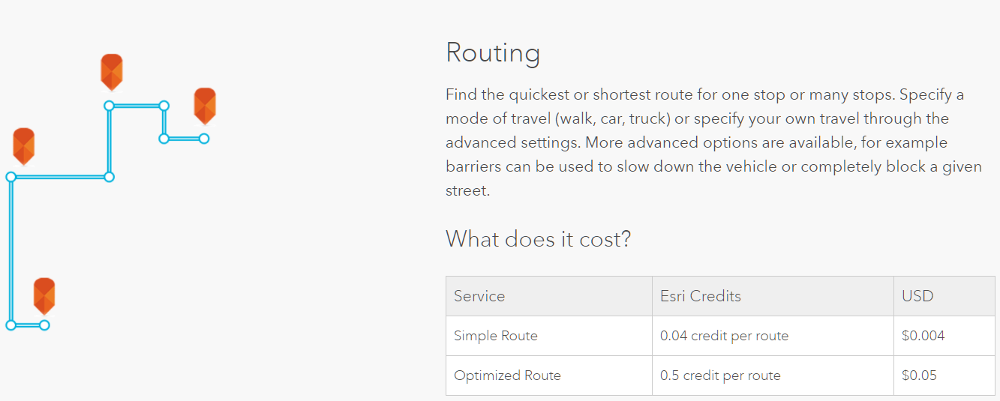 Routing
Find the quickest or shortest route for one stop or many stops. Specify a
mode of travel (walk, car, truck) or specify your own travel through the
advanced settings. More advanced options are available, for example
barriers can be used to slow down the vehicle or completely block a given
street.
What does it cost?
Service Esri Credits USD
Simple Route 0.04 credit per route $0.004
Optimized Route 0.5 credit per route $0.05